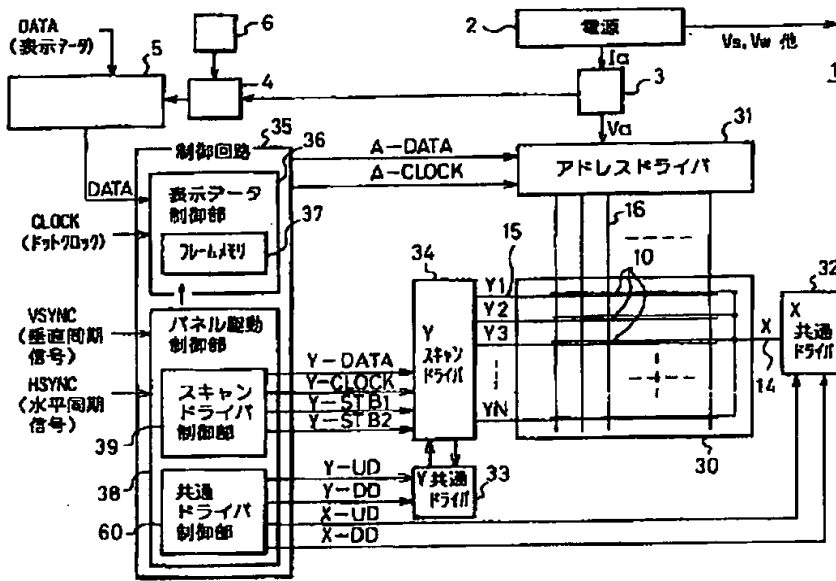 DATA
(表示データ)
5
6
4
2
電源
Ia
Vs,Vw 他
1
3
Va
31
アドレスドライバ
制御回路
35
36
表示データ
制御部
37
フレームメモリ
DATA
CLOCK
(ドットクロック)
A-DATA
A-CLOCK
16
15
10
34
Y
スキャン
ドライバ
Y1
Y2
Y3
YN
32
X
共通
ドライバ
X
14
30
VSYNC
(垂直同期
信号)
HSYNC
(水平同期
信号)
パネル駆動
制御部
スキャン
ドライバ
制御部
39
38
共通
ドライバ
制御部
60
Y-DATA
Y-CLOCK
Y-STB1
Y-STB2
Y-UD
Y-DD
X-UD
X-DD
Y共通
ドライバ
33